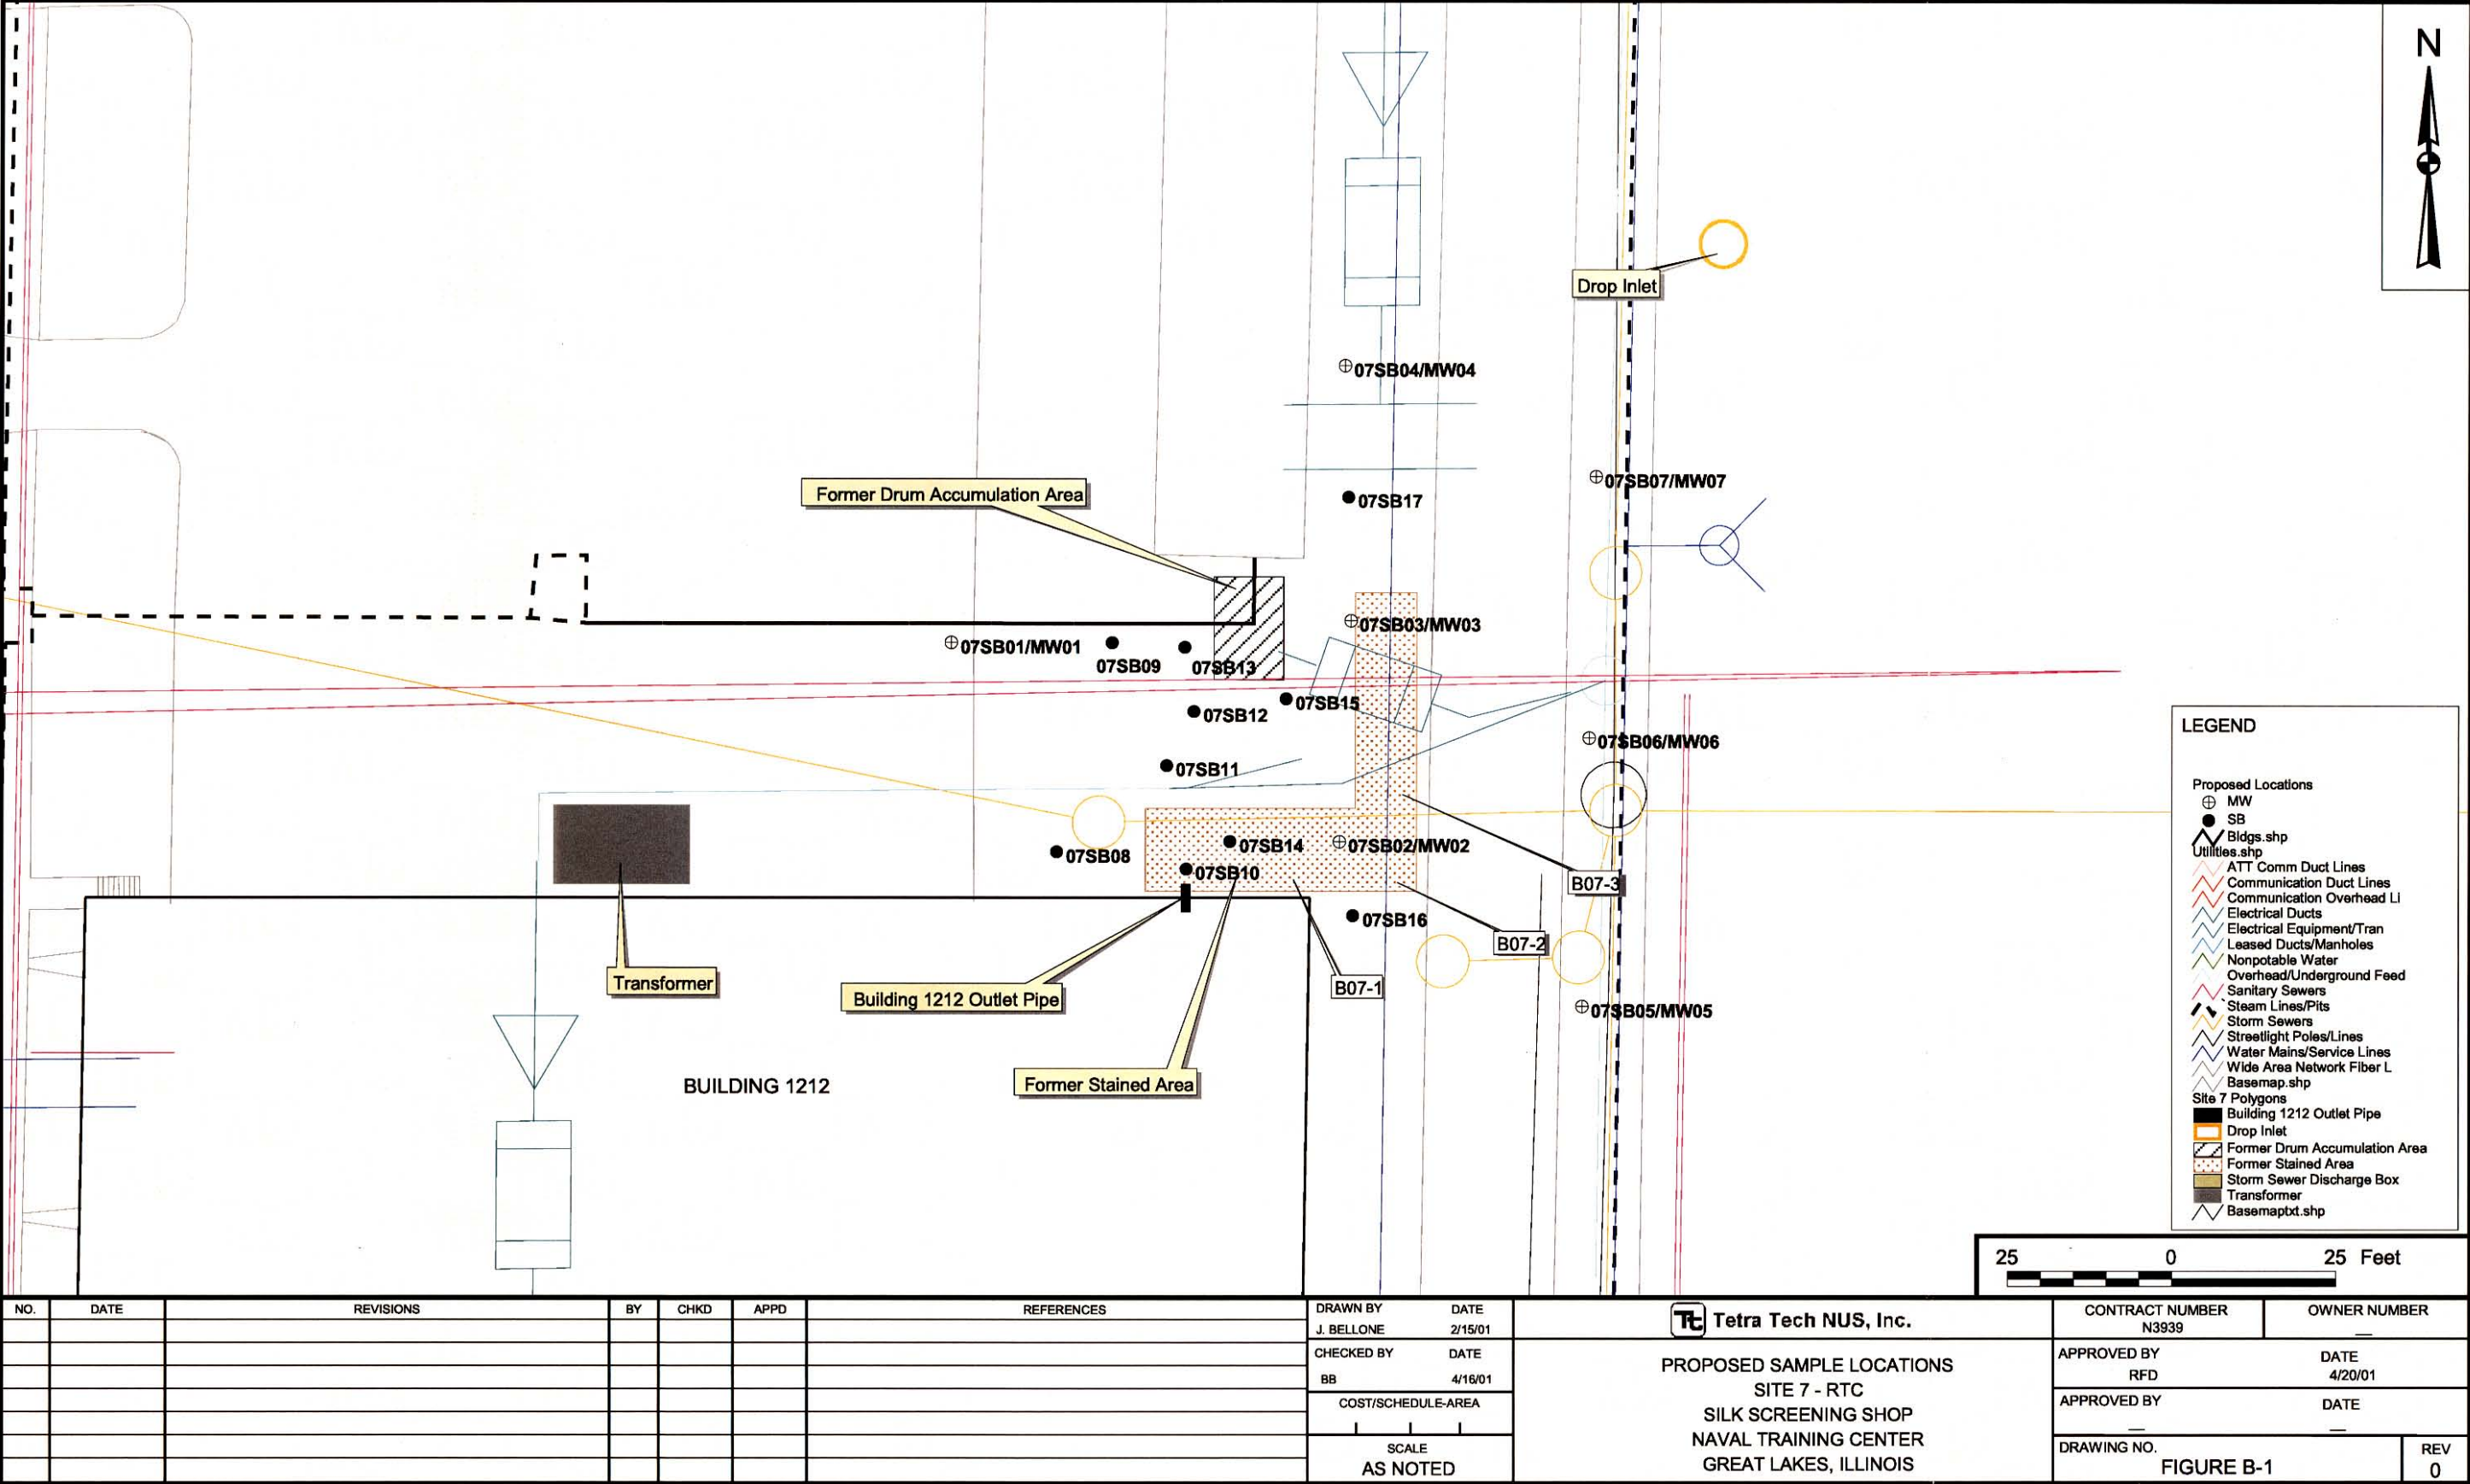 N
Drop Inlet
07SB04/MW04
07SB07/MW07
Former Drum Accumulation Area
07SB17
07SB03/MW03
07SB01/MW01
07SB09
07SB13
07SB15
07SB12
07SB06/MW06
07SB11
07SB14
07SB02/MW02
07SB08
07SB10
B07-3
07SB16
B07-2
Transformer
B07-1
Building 1212 Outlet Pipe
07SB05/MW05
BUILDING 1212
Former Stained Area
LEGEND
Proposed Locations
MW
SB
Bldgs.shp
Utilities.shp
ATT Comm Duct Lines
Communication Duct Lines
Communication Overhead LI
Electrical Ducts
Electrical Equipment/Tran
Leased Ducts/Manholes
Nonpotable Water
Overhead/Underground Feed
Sanitary Sewers
Steam Lines/Pits
Storm Sewers
Streetlight Poles/Lines
Water Mains/Service Lines
Wide Area Network Fiber L
Basemap.shp
Site 7 Polygons
Building 1212 Outlet Pipe
Drop Inlet
Former Drum Accumulation Area
Former Stained Area
Storm Sewer Discharge Box
Transformer
Basemaptxt.shp
25 0 25 Feet
NO. DATE REVISIONS BY CHKD APPD REFERENCES
DRAWN BY DATE
J. BELLONE 2/15/01
CHECKED BY DATE
BB 4/16/01
COST/SCHEDULE-AREA
SCALE
AS NOTED
Tt Tetra Tech NUS, Inc.
PROPOSED SAMPLE LOCATIONS
SITE 7 - RTC
SILK SCREENING SHOP
NAVAL TRAINING CENTER
GREAT LAKES, ILLINOIS
CONTRACT NUMBER
N3939
OWNER NUMBER
—
APPROVED BY DATE
RFD 4/20/01
APPROVED BY DATE
— —
DRAWING NO.
FIGURE B-1
REV
0